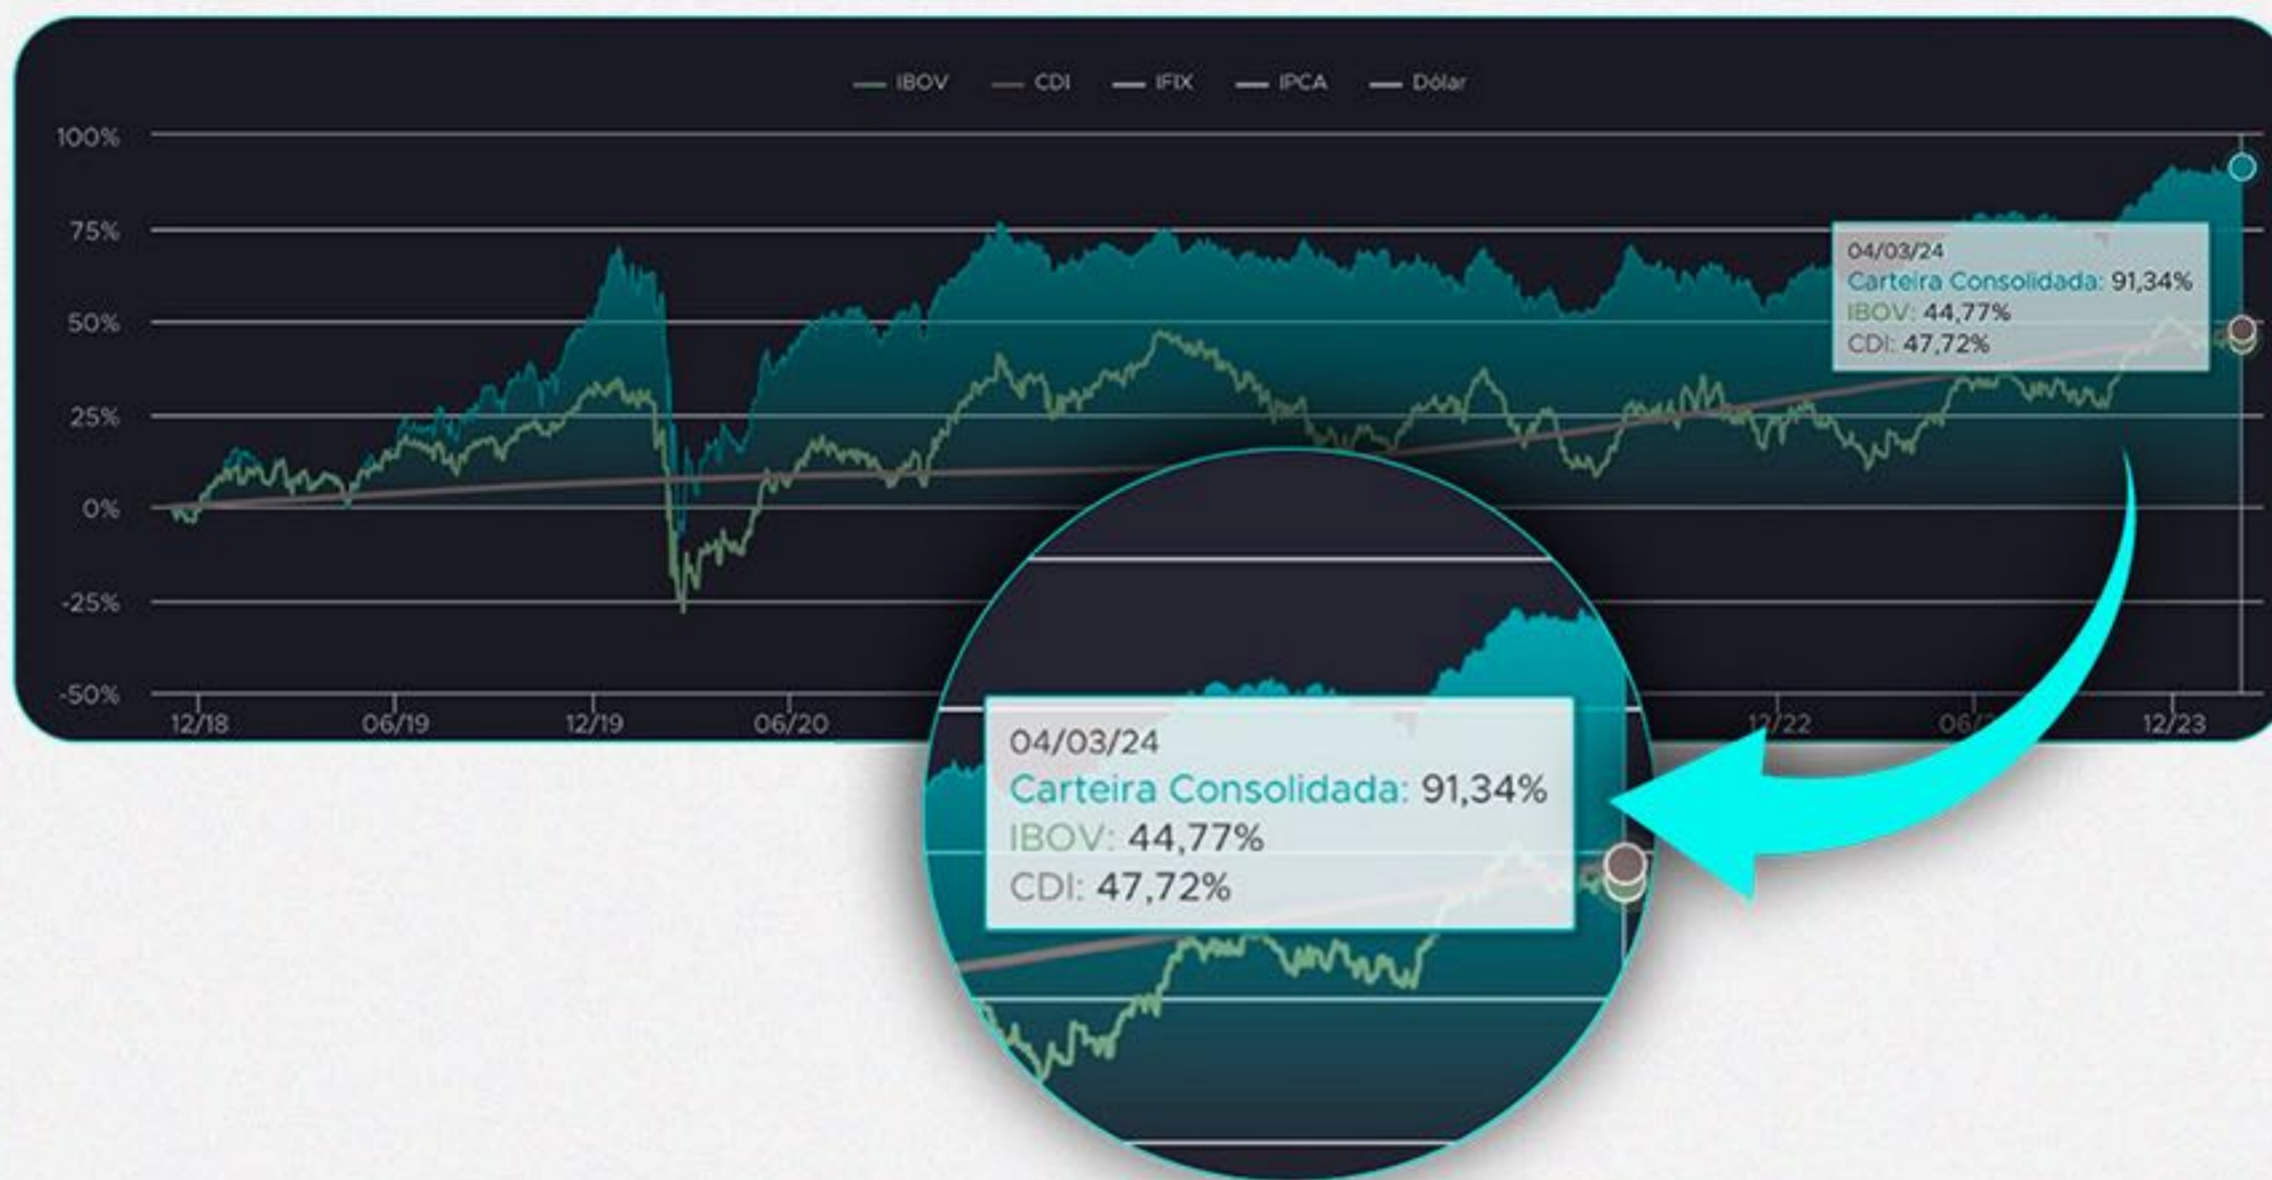 IBOV CDI IFIX IPCA Dólar
100%
75%
50%
25%
0%
-25%
-50%
04/03/24
Carteira Consolidada: 91,34%
IBOV: 44,77%
CDI: 47,72%
12/18 06/19 12/19 06/20 12/22 12/23
04/03/24
Carteira Consolidada: 91,34%
IBOV: 44,77%
CDI: 47,72%